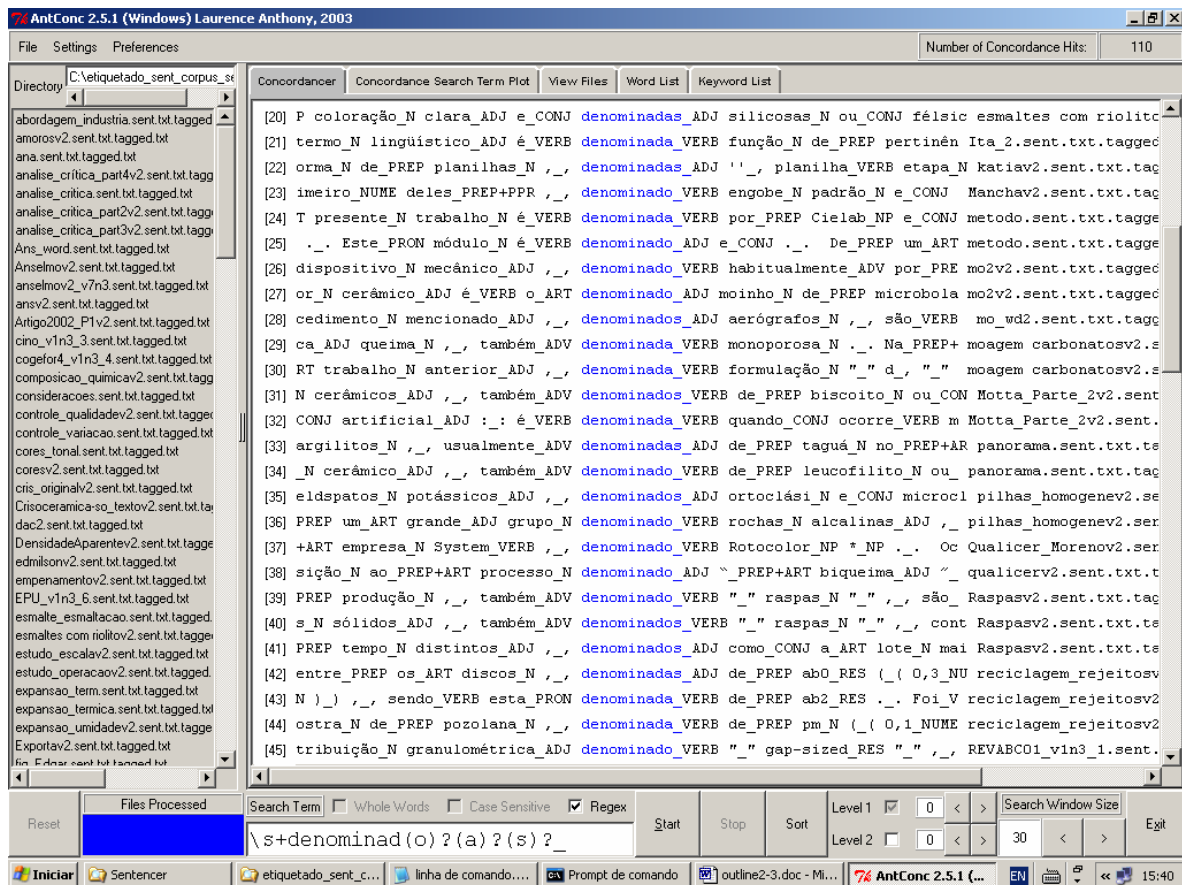 AntConc 2.5.1 (Windows) Laurence Anthony, 2003
File Settings Preferences
Number of Concordance Hits: 110
Directory C:\etiquetado_sent_corpus_se
Concordancer Concordance Search Term Plot View Files Word List Keyword List
abordagem_industria.sent.txt.tagged
amorosv2.sent.txt.tagged.txt
ana.sent.txt.tagged.txt
analise_crítica_part4v2.sent.txt.tagg
analise_critica.sent.txt.tagged.txt
analise_critica_part2v2.sent.txt.tagg
analise_critica_part3v2.sent.txt.tagg
Ans_word.sent.txt.tagged.txt
Anselmov2.sent.txt.tagged.txt
anselmov2_v7n3.sent.txt.tagged.txt
ansv2.sent.txt.tagged.txt
Artigo2002_P1v2.sent.txt.tagged.txt
cino_v1n3_3.sent.txt.tagged.txt
cogefor4_v1n3_4.sent.txt.tagged.txt
composicao_quimicav2.sent.txt.tagg
consideracoes.sent.txt.tagged.txt
controle_qualidadev2.sent.txt.tagged
controle_variacao.sent.txt.tagged.txt
cores_tonal.sent.txt.tagged.txt
coresv2.sent.txt.tagged.txt
cris_originalv2.sent.txt.tagged.txt
Crisoceramica-so_textov2.sent.txt.ta
dac2.sent.txt.tagged.txt
DensidadeAparentev2.sent.txt.tagge
edmilsonv2.sent.txt.tagged.txt
empenamentov2.sent.txt.tagged.txt
EPU_v1n3_6.sent.txt.tagged.txt
esmalte_esmaltacao.sent.txt.tagged.
esmaltes com riolitov2.sent.txt.tagge
estudo_escalav2.sent.txt.tagged.txt
estudo_operacaov2.sent.txt.tagged.
expansao_term.sent.txt.tagged.txt
expansao_termica.sent.txt.tagged.txt
expansao_umidadev2.sent.txt.tagge
Exportav2.sent.txt.tagged.txt
fig_Edgar.sent.txt.tagged.txt
[20] P coloração_N clara_ADJ e_CONJ denominadas_ADJ silicosas_N ou_CONJ félsic esmaltes com riolito
[21] termo_N lingüístico_ADJ é_VERB denominada_VERB função_N de_PREP pertinên Ita_2.sent.txt.tagged
[22] orma_N de_PREP planilhas_N ,_, denominadas_ADJ ''_, planilha_VERB etapa_N katiav2.sent.txt.tag
[23] imeiro_NUME deles_PREP+PPR ,_, denominado_VERB engobe_N padrão_N e_CONJ Manchav2.sent.txt.tagg
[24] T presente_N trabalho_N é_VERB denominada_VERB por_PREP Cielab_NP e_CONJ metodo.sent.txt.tagge
[25] ._. Este_PRON módulo_N é_VERB denominado_ADJ e_CONJ ._. De_PREP um_ART metodo.sent.txt.tagge
[26] dispositivo_N mecânico_ADJ ,_, denominado_VERB habitualmente_ADV por_PRE mo2v2.sent.txt.tagged
[27] or_N cerâmico_ADJ é_VERB o_ART denominado_ADJ moinho_N de_PREP microbola mo2v2.sent.txt.tagged
[28] cedimento_N mencionado_ADJ ,_, denominados_ADJ aerógrafos_N ,_, são_VERB mo_wd2.sent.txt.tagg
[29] ca_ADJ queima_N ,_, também_ADV denominada_VERB monoporosa_N ._. Na_PREP+ moagem carbonatosv2.s
[30] RT trabalho_N anterior_ADJ ,_, denominada_VERB formulação_N "_" d_, "_" moagem carbonatosv2.s
[31] N cerâmicos_ADJ ,_, também_ADV denominados_VERB de_PREP biscoito_N ou_CON Motta_Parte_2v2.sent
[32] CONJ artificial_ADJ :_: é_VERB denominada_VERB quando_CONJ ocorre_VERB m Motta_Parte_2v2.sent
[33] argilitos_N ,_, usualmente_ADV denominadas_ADJ de_PREP taguá_N no_PREP+AR panorama.sent.txt.ta
[34] _N cerâmico_ADJ ,_, também_ADV denominada_VERB de_PREP leucofilito_N ou_ panorama.sent.txt.tag
[35] eldspatos_N potássicos_ADJ ,_, denominados_ADJ ortoclási_N e_CONJ microcl pilhas_homogenev2.se
[36] PREP um_ART grande_ADJ grupo_N denominado_VERB rochas_N alcalinas_ADJ ,_ pilhas_homogenev2.ser
[37] +ART empresa_N System_VERB ,_, denominado_VERB Rotocolor_NP *_NP ._. Oc Qualicer_Morenov2.ser
[38] sição_N ao_PREP+ART processo_N denominado_ADJ “_PREP+ART biqueima_ADJ ”_ qualicerv2.sent.txt.t
[39] PREP produção_N ,_, também_ADV denominado_VERB "_" raspas_N "_" ,_, são_ Raspasv2.sent.txt.tag
[40] s_N sólidos_ADJ ,_, também_ADV denominados_VERB "_" raspas_N "_" ,_, cont Raspasv2.sent.txt.ta
[41] PREP tempo_N distintos_ADJ ,_, denominados_ADJ como_CONJ a_ART lote_N mai Raspasv2.sent.txt.ta
[42] entre_PREP os_ART discos_N ,_, denominadas_ADJ de_PREP ab0_RES (_( 0,3_NU reciclagem_rejeitosv
[43] N )_) ,_, sendo_VERB esta_PRON denominada_VERB de_PREP ab2_RES ._. Foi_V reciclagem_rejeitosv2
[44] ostra_N de_PREP pozolana_N ,_, denominada_VERB de_PREP pm_N (_( 0,1_NUME reciclagem_rejeitosv2
[45] tribuição_N granulométrica_ADJ denominado_VERB "_" gap-sized_RES "_" ,_, REVABC01_v1n3_1.sent.
Reset
Files Processed
Search Term Whole Words Case Sensitive Regex
\s+denominad(o)?(a)?(s)?_
Start Stop Sort
Level 1 0 < >
Level 2 0 < >
Search Window Size
30 < >
Exit
Iniciar Sentencer etiquetado_sent_c... linha de comando.... Prompt de comando outline2-3.doc - Mi... AntConc 2.5.1 (... EN « 15:40